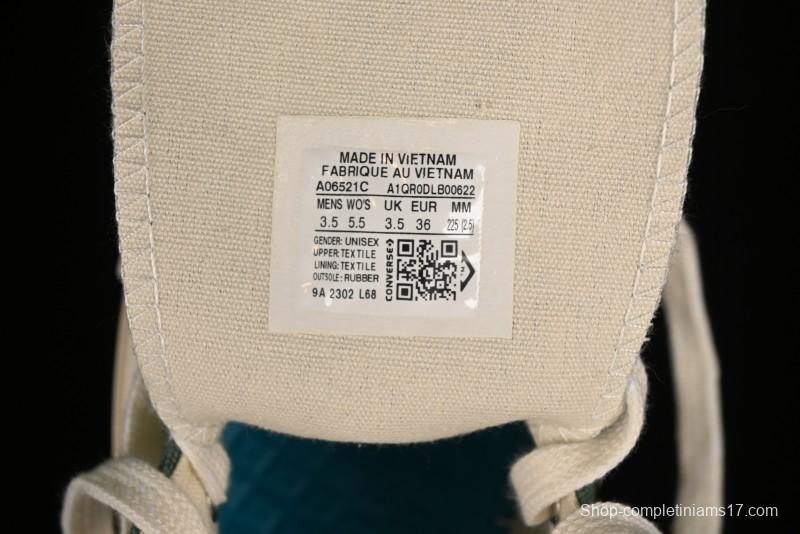 MADE IN VIETNAM
FABRIQUE AU VIETNAM
A06521C A1QR0DLB00622
MENS WO'S UK EUR MM
3.5 5.5 3.5 36 225 (2.5)
GENDER: UNISEX
UPPER: TEXTILE
LINING: TEXTILE
OUTSOLE: RUBBER
CONVERSE
9A 2302 L68
Shop-completiniams17.com